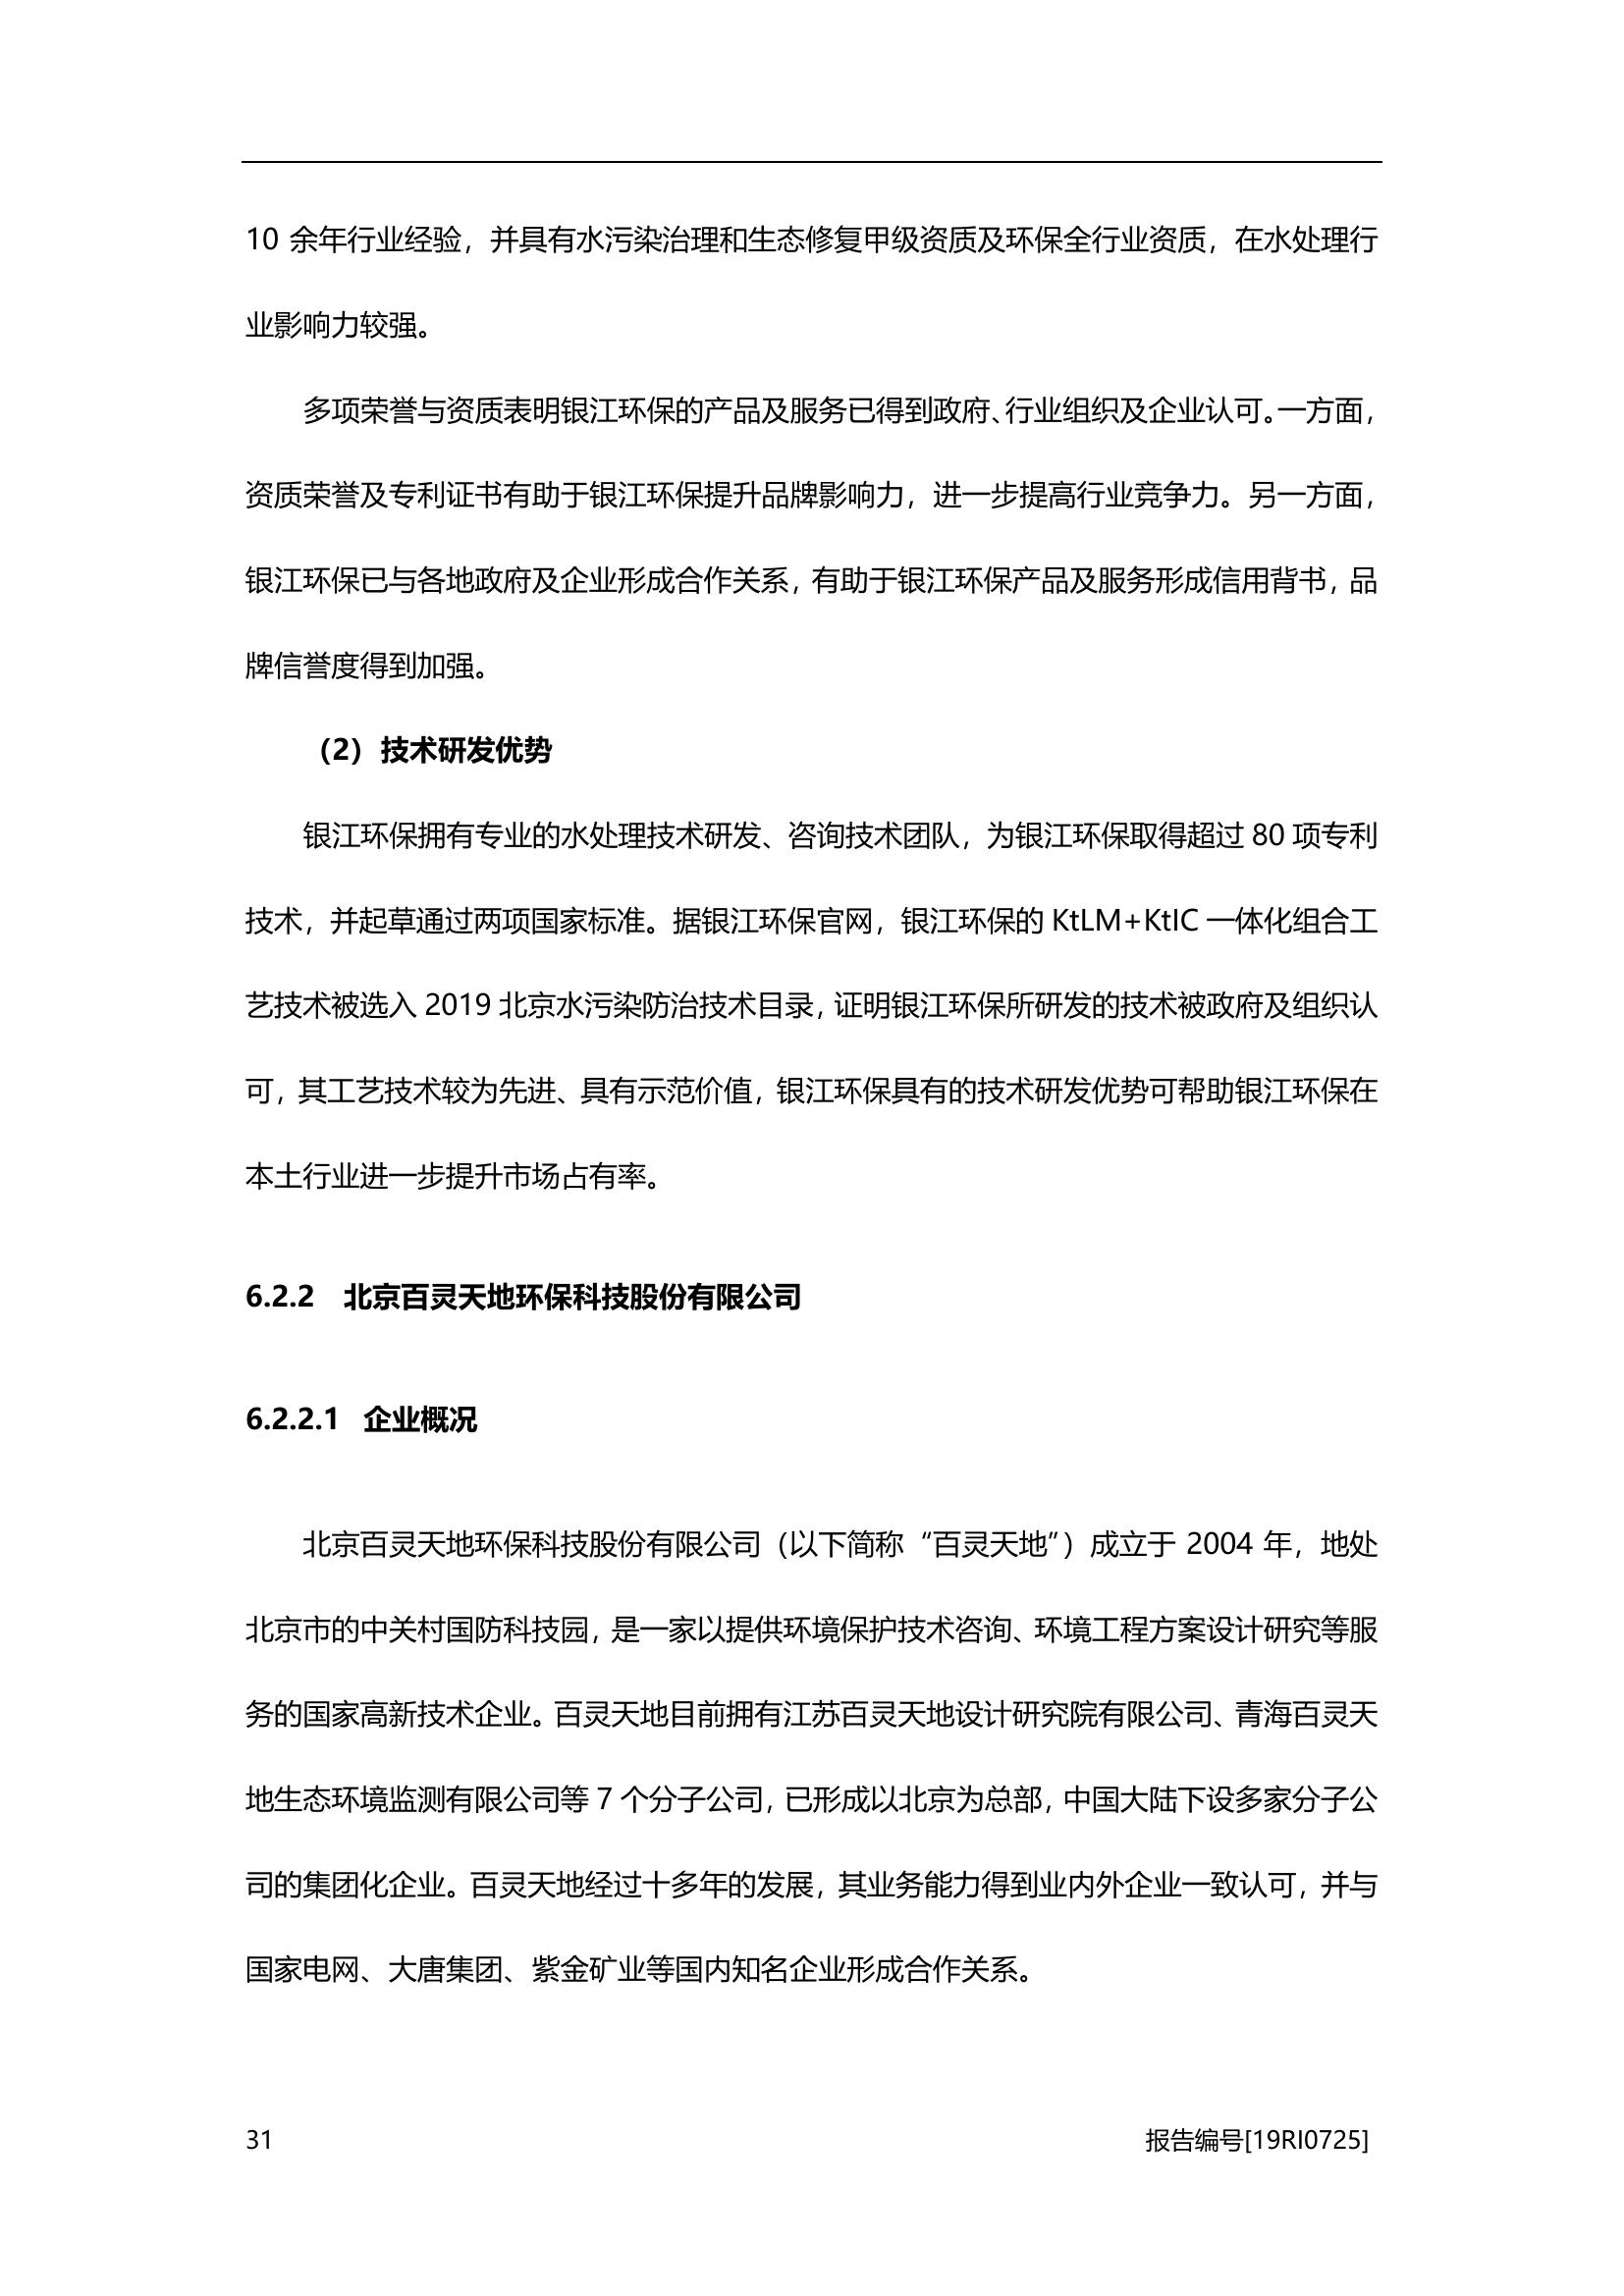 10 余年行业经验，并具有水污染治理和生态修复甲级资质及环保全行业资质，在水处理行
业影响力较强。
多项荣誉与资质表明银江环保的产品及服务已得到政府、行业组织及企业认可。一方面，
资质荣誉及专利证书有助于银江环保提升品牌影响力，进一步提高行业竞争力。另一方面，
银江环保已与各地政府及企业形成合作关系，有助于银江环保产品及服务形成信用背书，品
牌信誉度得到加强。
（2）技术研发优势
银江环保拥有专业的水处理技术研发、咨询技术团队，为银江环保取得超过 80 项专利
技术，并起草通过两项国家标准。据银江环保官网，银江环保的 KtLM+KtIC 一体化组合工
艺技术被选入 2019 北京水污染防治技术目录，证明银江环保所研发的技术被政府及组织认
可，其工艺技术较为先进、具有示范价值，银江环保具有的技术研发优势可帮助银江环保在
本土行业进一步提升市场占有率。
6.2.2 北京百灵天地环保科技股份有限公司
6.2.2.1 企业概况
北京百灵天地环保科技股份有限公司（以下简称“百灵天地”）成立于 2004 年，地处
北京市的中关村国防科技园，是一家以提供环境保护技术咨询、环境工程方案设计研究等服
务的国家高新技术企业。百灵天地目前拥有江苏百灵天地设计研究院有限公司、青海百灵天
地生态环境监测有限公司等 7 个分子公司，已形成以北京为总部，中国大陆下设多家分子公
司的集团化企业。百灵天地经过十多年的发展，其业务能力得到业内外企业一致认可，并与
国家电网、大唐集团、紫金矿业等国内知名企业形成合作关系。
31 报告编号[19RI0725]